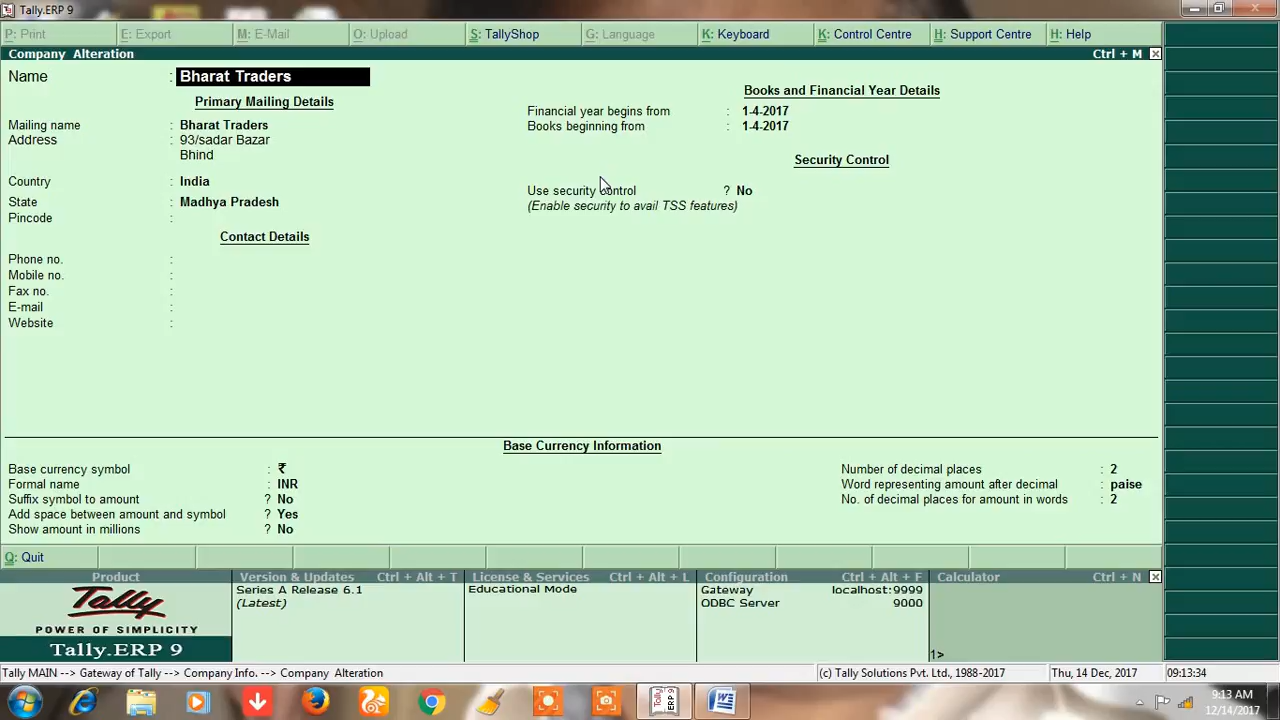 Tally.ERP 9
P: Print
E: Export
M: E-Mail
O: Upload
S: TallyShop
G: Language
K: Keyboard
K: Control Centre
H: Support Centre
H: Help
Company Alteration
Ctrl + M
Name : Bharat Traders
Primary Mailing Details
Mailing name : Bharat Traders
Address : 93/sadar Bazar
Bhind
Country : India
State : Madhya Pradesh
Pincode :
Contact Details
Phone no. :
Mobile no. :
Fax no. :
E-mail :
Website :
Books and Financial Year Details
Financial year begins from : 1-4-2017
Books beginning from : 1-4-2017
Security Control
Use security control ? No
(Enable security to avail TSS features)
Base Currency Information
Base currency symbol : ₹
Formal name : INR
Suffix symbol to amount ? No
Add space between amount and symbol ? Yes
Show amount in millions ? No
Number of decimal places : 2
Word representing amount after decimal : paise
No. of decimal places for amount in words : 2
Q: Quit
Product
Tally
POWER OF SIMPLICITY
Tally.ERP 9
Version & Updates Ctrl + Alt + T
Series A Release 6.1
(Latest)
License & Services Ctrl + Alt + L
Educational Mode
Configuration Ctrl + Alt + F
Gateway localhost:9999
ODBC Server 9000
Calculator Ctrl + N
1>
Tally MAIN --> Gateway of Tally --> Company Info. --> Company Alteration
(c) Tally Solutions Pvt. Ltd., 1988-2017
Thu, 14 Dec, 2017
09:13:34
9:13 AM
12/14/2017